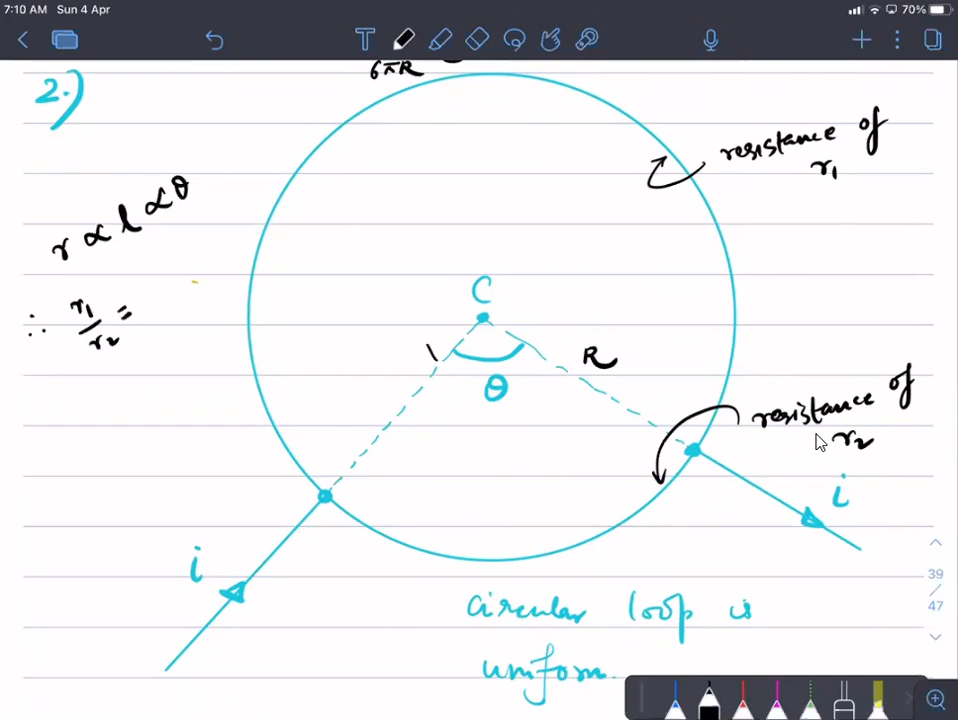 7:10 AM Sun 4 Apr
70%
T
6πR
2.)
resistance of
r₁
r ∝ l ∝ θ
C
∴ r₁/r₂ =
R
θ
resistance of
r₂
i
i
39
/
47
circular loop is
uniform.